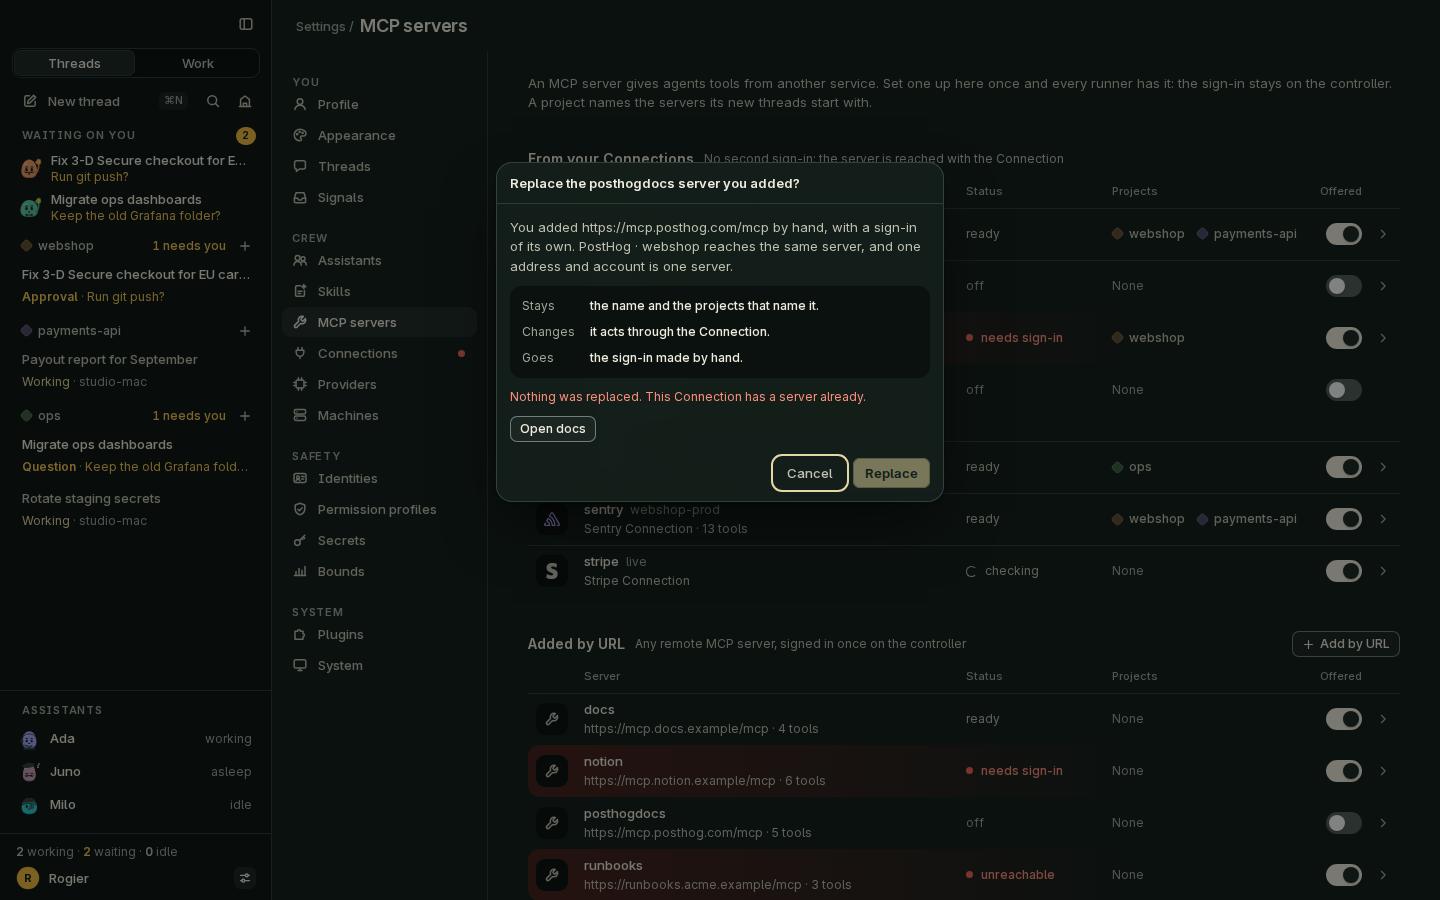 Settings / MCP servers
Threads
Work
New thread
⌘N
WAITING ON YOU
2
Fix 3-D Secure checkout for E…
Run git push?
Migrate ops dashboards
Keep the old Grafana folder?
webshop
1 needs you
Fix 3-D Secure checkout for EU car…
Approval · Run git push?
payments-api
Payout report for September
Working · studio-mac
ops
1 needs you
Migrate ops dashboards
Question · Keep the old Grafana fold…
Rotate staging secrets
Working · studio-mac
ASSISTANTS
Ada
working
Juno
asleep
Milo
idle
2 working · 2 waiting · 0 idle
R
Rogier
YOU
Profile
Appearance
Threads
Signals
CREW
Assistants
Skills
MCP servers
Connections
Providers
Machines
SAFETY
Identities
Permission profiles
Secrets
Bounds
SYSTEM
Plugins
System
An MCP server gives agents tools from another service. Set one up here once and every runner has it: the sign-in stays on the controller.
A project names the servers its new threads start with.
From your Connections
No second sign-in: the server is reached with the Connection
Status
Projects
Offered
ready
webshop
payments-api
off
None
needs sign-in
webshop
off
None
ready
ops
sentry webshop-prod
Sentry Connection · 13 tools
ready
webshop
payments-api
stripe live
Stripe Connection
checking
None
Replace the posthogdocs server you added?
You added https://mcp.posthog.com/mcp by hand, with a sign-in
of its own. PostHog · webshop reaches the same server, and one
address and account is one server.
Stays
the name and the projects that name it.
Changes
it acts through the Connection.
Goes
the sign-in made by hand.
Nothing was replaced. This Connection has a server already.
Open docs
Cancel
Replace
Added by URL
Any remote MCP server, signed in once on the controller
Add by URL
Server
Status
Projects
Offered
docs
https://mcp.docs.example/mcp · 4 tools
ready
None
notion
https://mcp.notion.example/mcp · 6 tools
needs sign-in
None
posthogdocs
https://mcp.posthog.com/mcp · 5 tools
off
None
runbooks
https://runbooks.acme.example/mcp · 3 tools
unreachable
None